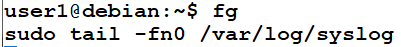 user1@debian:~$ fg
sudo tail -fn0 /var/log/syslog